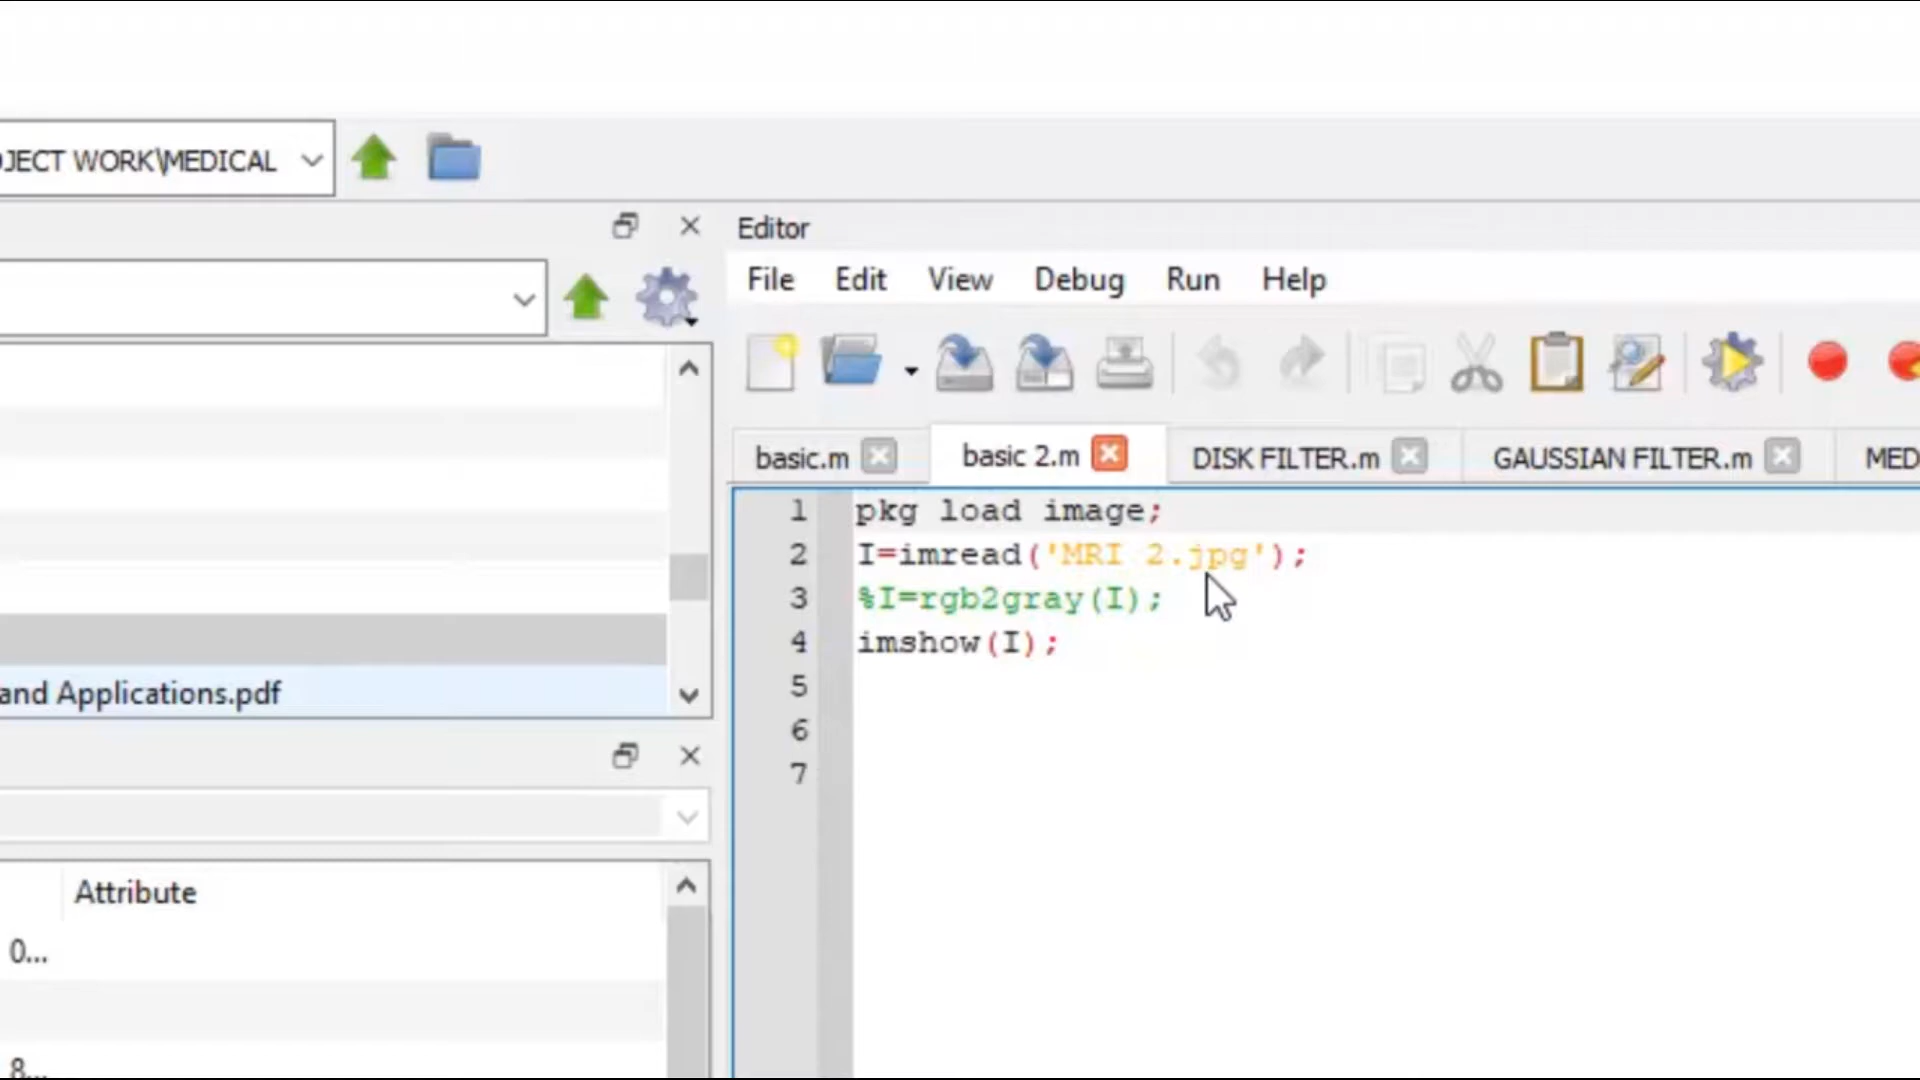 JECT WORK\MEDICAL
Editor
File Edit View Debug Run Help
basic.m basic 2.m DISK FILTER.m GAUSSIAN FILTER.m MED
1 pkg load image;
2 I=imread('MRI 2.jpg');
3 %I=rgb2gray(I);
4 imshow(I);
5
6
7
and Applications.pdf
Attribute
0...
8...